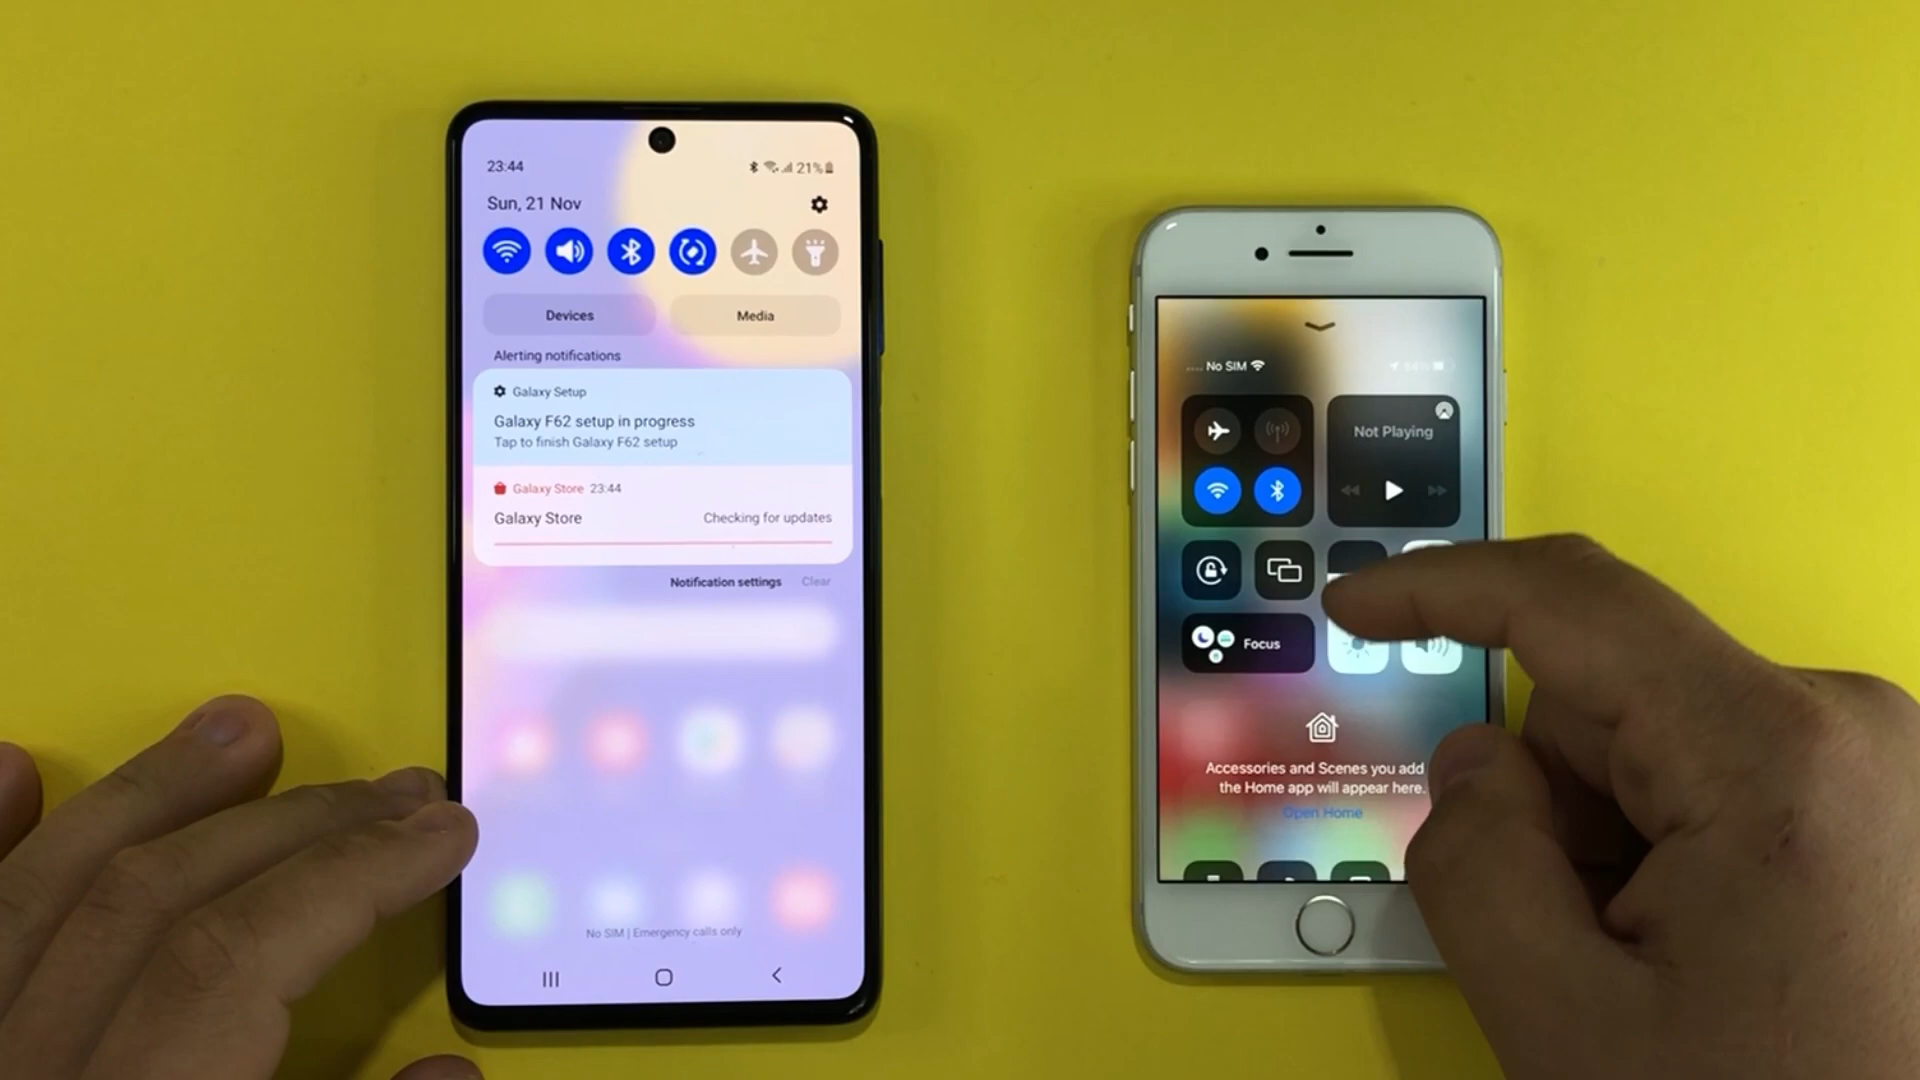 23:44
21%
Sun, 21 Nov
Devices
Media
Alerting notifications
Galaxy Setup
Galaxy F62 setup in progress
Tap to finish Galaxy F62 setup
Galaxy Store 23:44
Galaxy Store
Checking for updates
Notification settings
Clear
No SIM | Emergency calls only
No SIM
Not Playing
Focus
Accessories and Scenes you add
the Home app will appear here.
Open Home